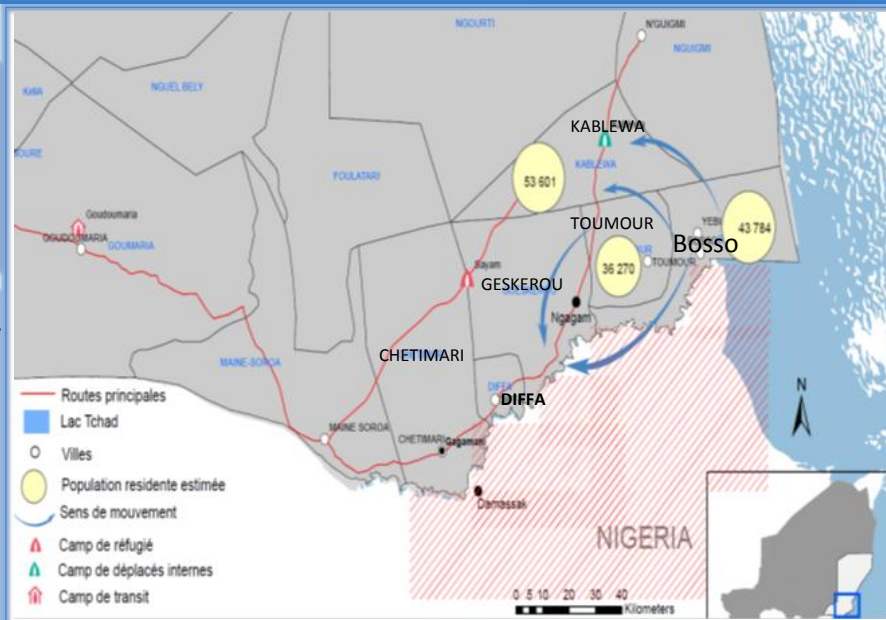 NGOURTI
N'GUIGMI
NGUIGMI
KellA
NGUEL BELY
KABLEWA
KABLEWA
FOULATARI
53 601
TOUMOUR
43 784
Bosso
Goudoumaria
GOUMARIA
Sayam
GESKEROU
36 270
TOUMOUR
Ngagam
MAINE-SOROA
CHETIMARI
DIFFA
DIFFA
MAINE SOROA
CHETIMARI
Gagamari
Damassak
NIGERIA
N
Routes principales
Lac Tchad
Villes
Population residente estimée
Sens de mouvement
Camp de réfugié
Camp de déplacés internes
Camp de transit
0 5 10 20 30 40
Kilometers